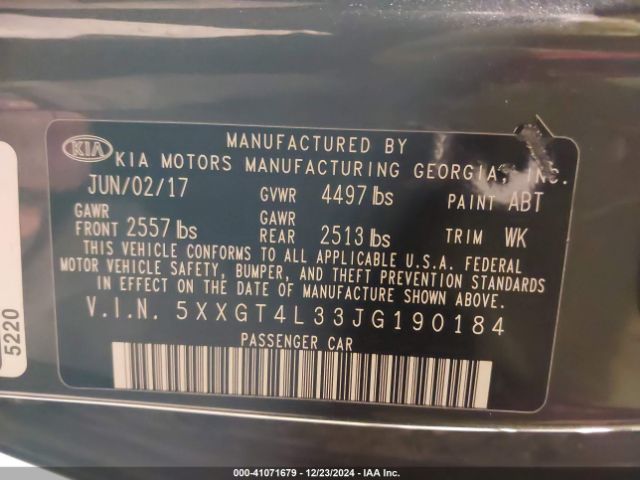 KIA
MANUFACTURED BY
KIA MOTORS MANUFACTURING GEORGIA, INC.
JUN/02/17 GVWR 4497 lbs PAINT ABT
GAWR FRONT 2557 lbs GAWR REAR 2513 lbs TRIM WK
THIS VEHICLE CONFORMS TO ALL APPLICABLE U.S.A. FEDERAL
MOTOR VEHICLE SAFETY, BUMPER, AND THEFT PREVENTION STANDARDS
IN EFFECT ON THE DATE OF MANUFACTURE SHOWN ABOVE.
V.I.N. 5XXGT4L33JG190184
PASSENGER CAR
5220
OWNER: 
©-41071679 - 12/23/2024 - IAA Inc.